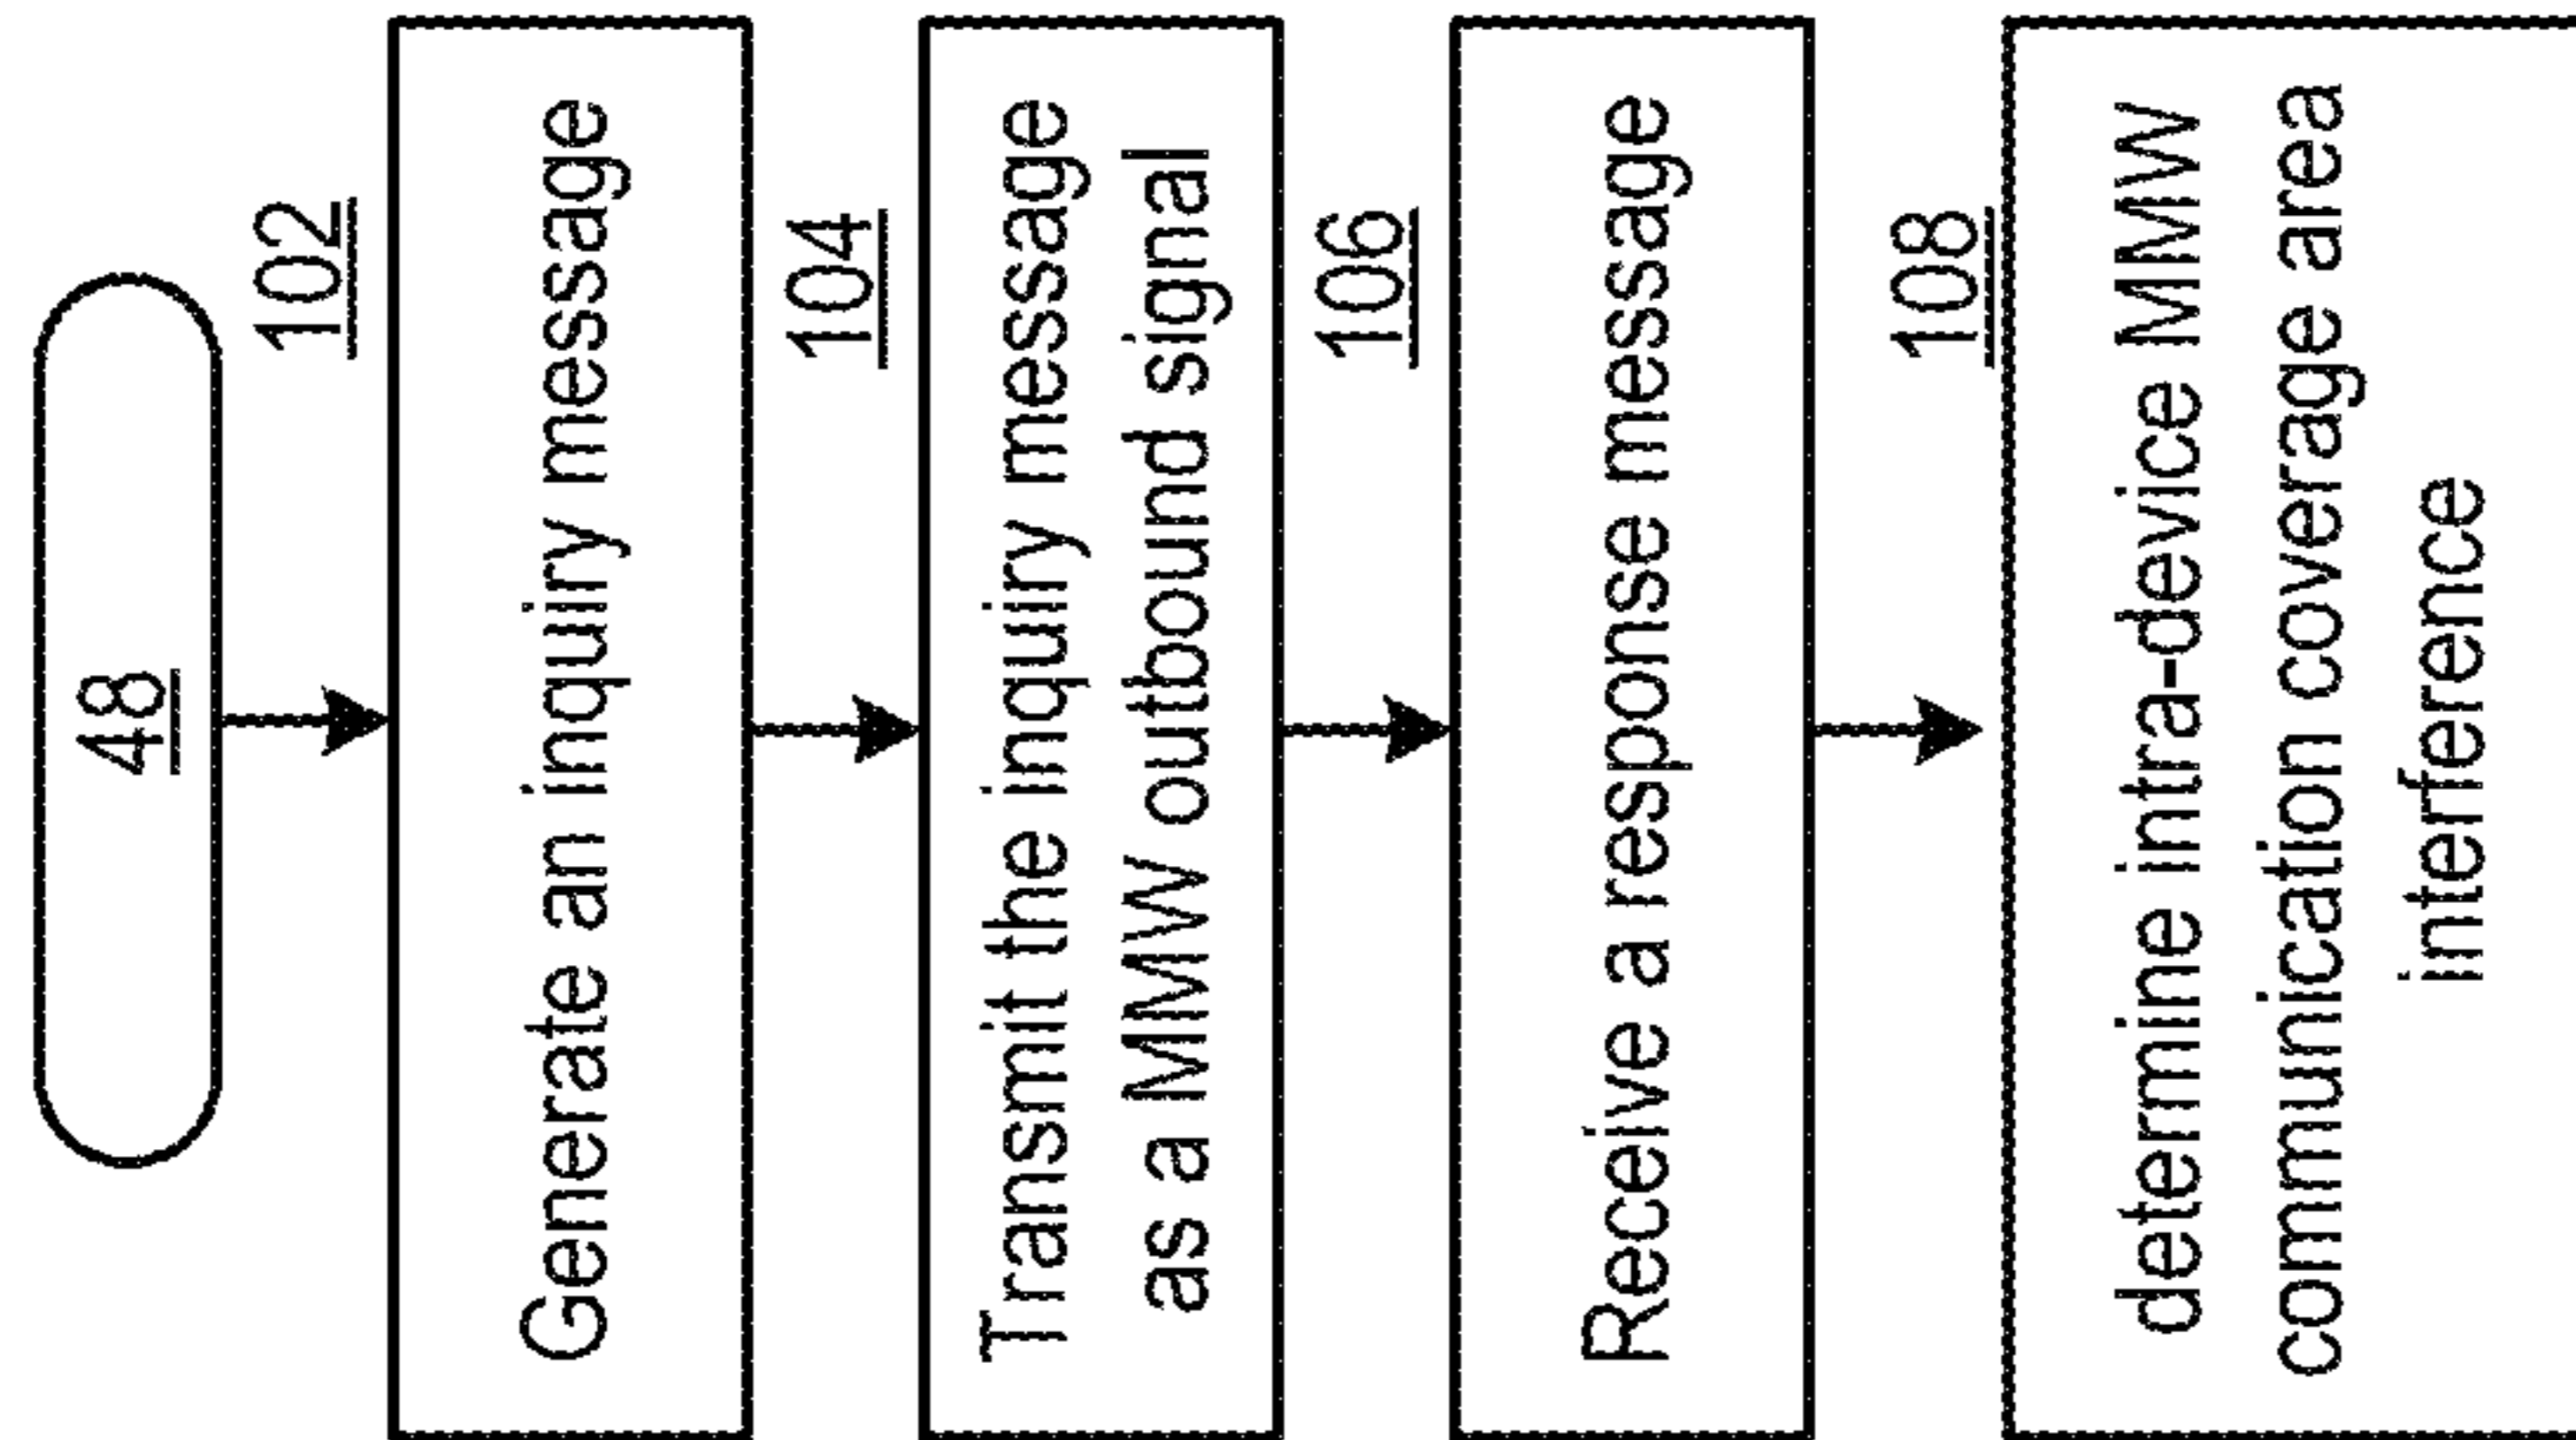 48
102
Generate an inquiry message
104
Transmit the inquiry message
as a MMW outbound signal
106
Receive a response message
108
determine intra-device MMW
communication coverage area
interference